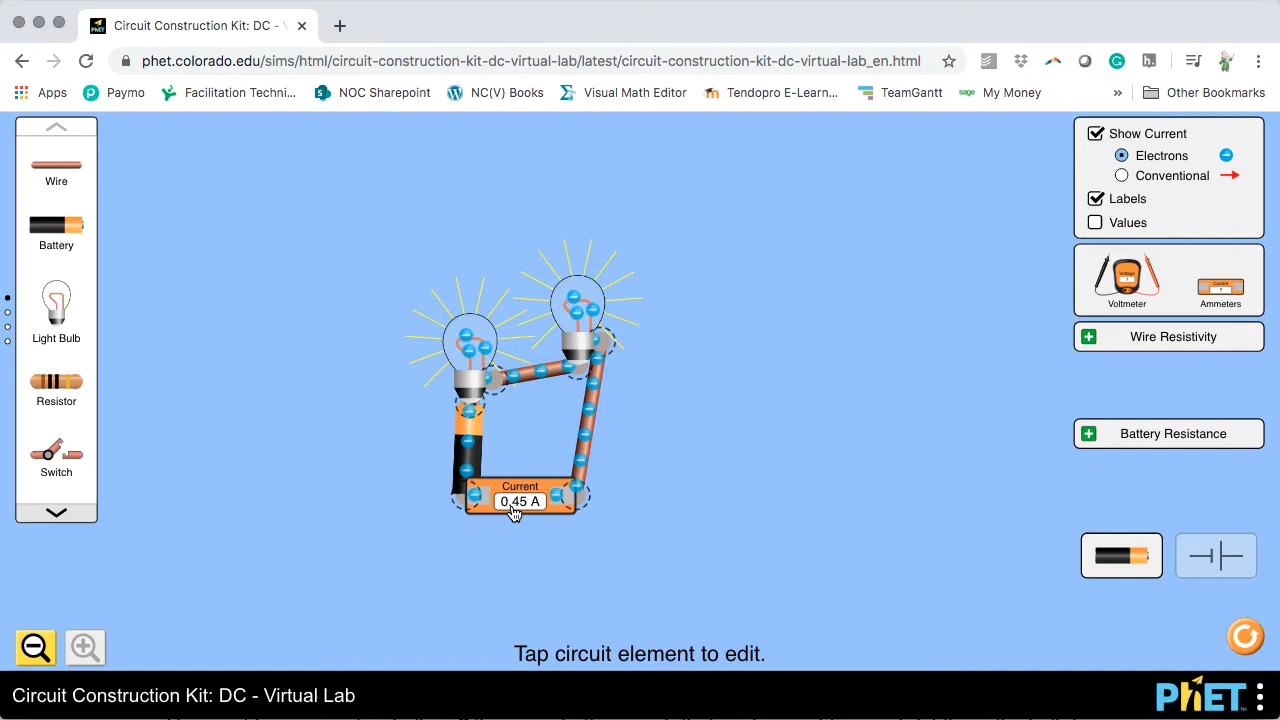 Circuit Construction Kit: DC - V
phet.colorado.edu/sims/html/circuit-construction-kit-dc-virtual-lab/latest/circuit-construction-kit-dc-virtual-lab_en.html
Apps Paymo Facilitation Techni... NOC Sharepoint NC(V) Books Visual Math Editor Tendopro E-Learn... TeamGantt My Money » Other Bookmarks
Wire
Battery
Light Bulb
Resistor
Switch
Show Current
Electrons
Conventional
Labels
Values
Voltage
?
Voltmeter
Current
?
Ammeters
Wire Resistivity
Battery Resistance
Current
0.45 A
Tap circuit element to edit.
Circuit Construction Kit: DC - Virtual Lab
PhET